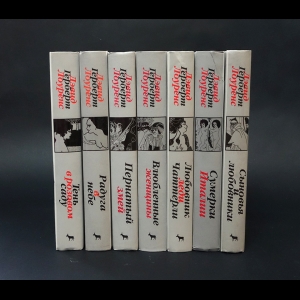 Дэвид Герберт Лоуренс
Тень в розовом саду
Дэвид Герберт Лоуренс
Радуга в небе
Дэвид Герберт Лоуренс
Пернатый змей
Дэвид Герберт Лоуренс
Влюбленные женщины
Дэвид Герберт Лоуренс
Любовник леди Чаттерли
Дэвид Герберт Лоуренс
Сумерки Италии
Дэвид Герберт Лоуренс
Сыновья и любовники